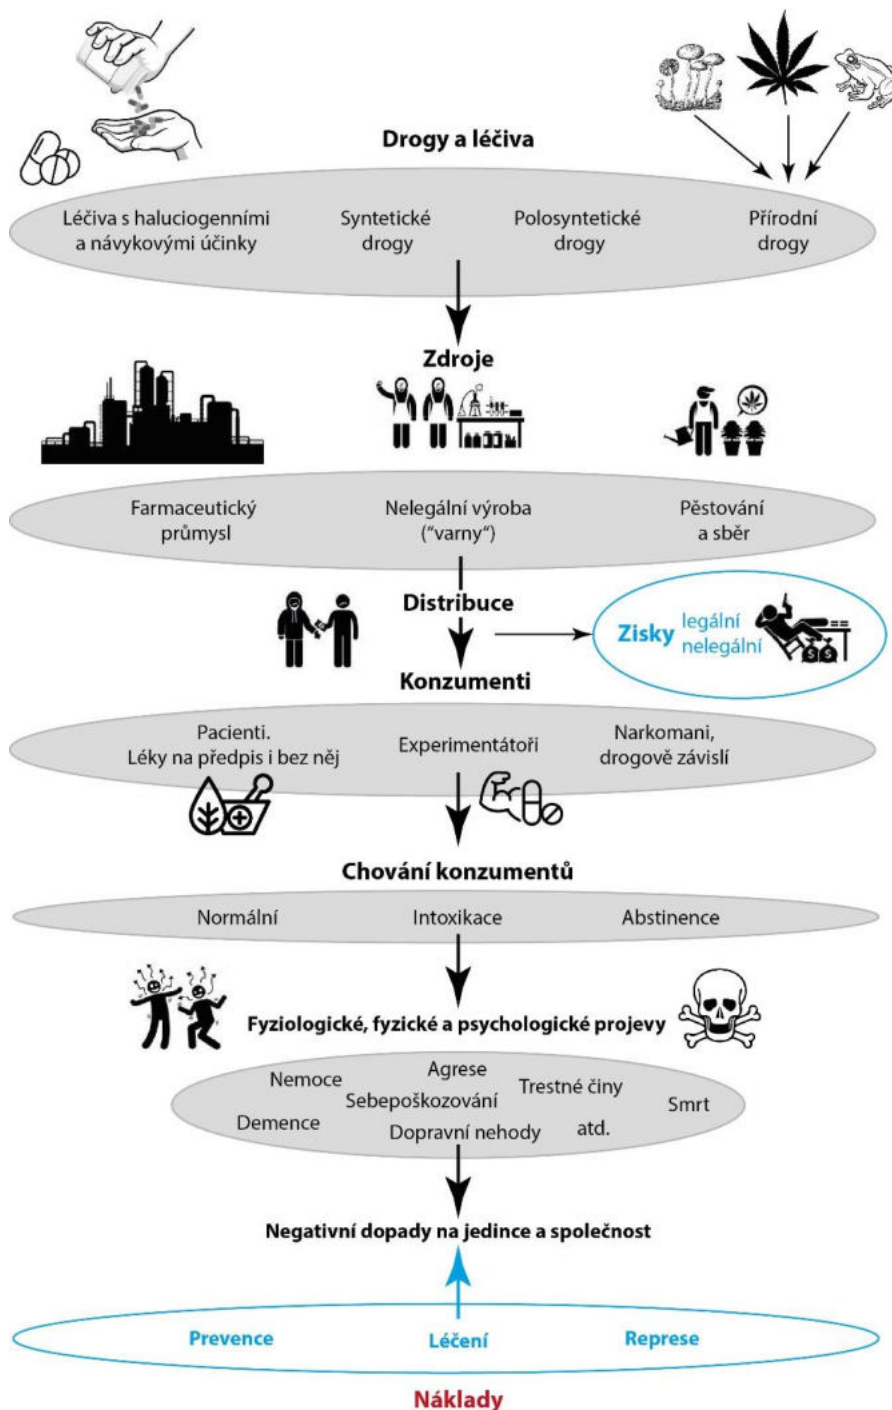 Drogy a léčiva
Léčiva s haluciogenními
a návykovými účinky
Syntetické
drogy
Polosyntetické
drogy
Přírodní
drogy
Zdroje
Farmaceutický
průmysl
Nelegální výroba
("varny")
Pěstování
a sběr
Distribuce
Zisky
legální
nelegální
Konzumenti
Pacienti.
Léky na předpis i bez něj
Experimentátoři
Narkomani,
drogově závislí
Chování konzumentů
Normální
Intoxikace
Abstinence
Fyziologické, fyzické a psychologické projevy
Nemoce
Agrese
Trestné činy
Sebepoškozování
Smrt
Demence
Dopravní nehody
atd.
Negativní dopady na jedince a společnost
Prevence
Léčení
Represe
Náklady